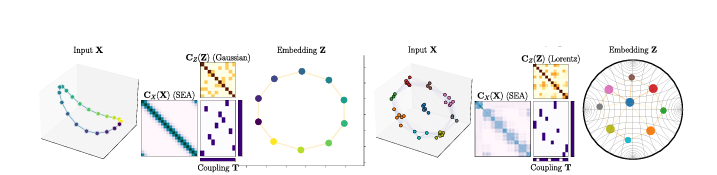 Input X
C_Z(Z) (Gaussian)
Embedding Z
C_X(X) (SEA)
Coupling T
Input X
C_Z(Z) (Lorentz)
Embedding Z
C_X(X) (SEA)
Coupling T